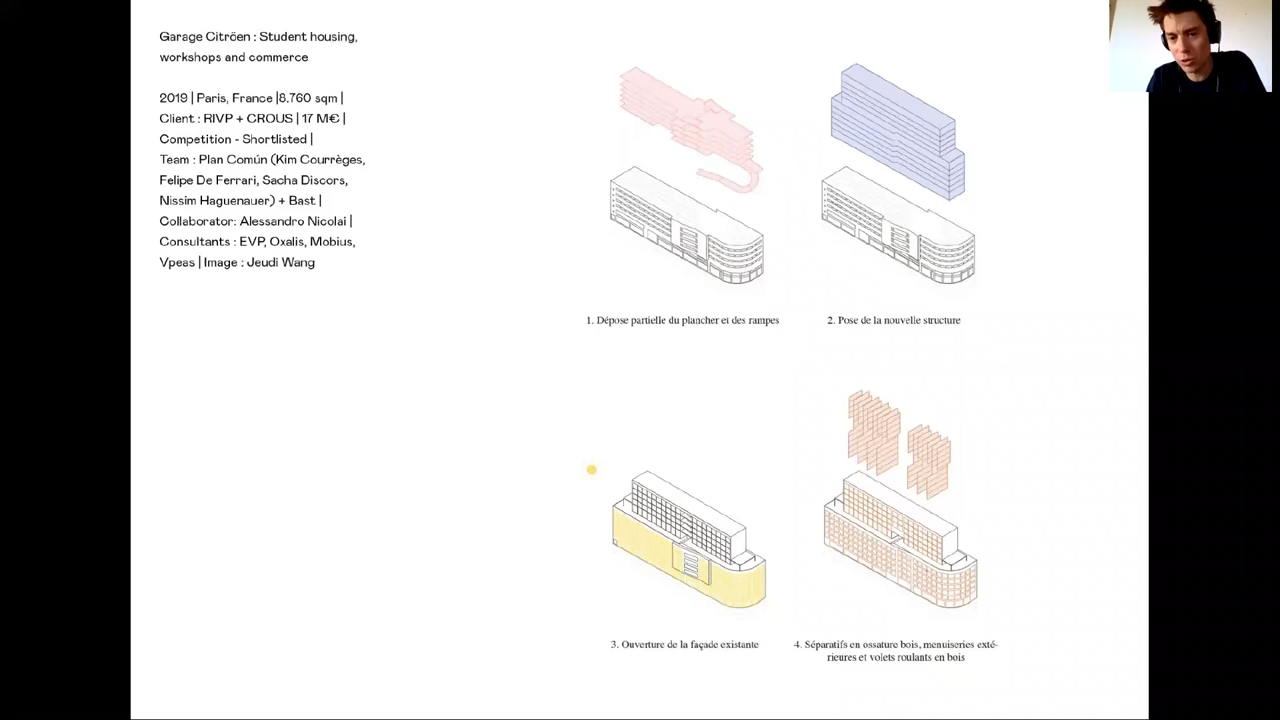 Garage Citröen : Student housing,
workshops and commerce
2019 | Paris, France |8.760 sqm |
Client : RIVP + CROUS | 17 M€ |
Competition - Shortlisted |
Team : Plan Común (Kim Courrèges,
Felipe De Ferrari, Sacha Discors,
Nissim Haguenauer) + Bast |
Collaborator: Alessandro Nicolai |
Consultants : EVP, Oxalis, Mobius,
Vpeas | Image : Jeudi Wang
1. Dépose partielle du plancher et des rampes
2. Pose de la nouvelle structure
3. Ouverture de la façade existante
4. Séparatifs en ossature bois, menuiseries exté-
rieures et volets roulants en bois